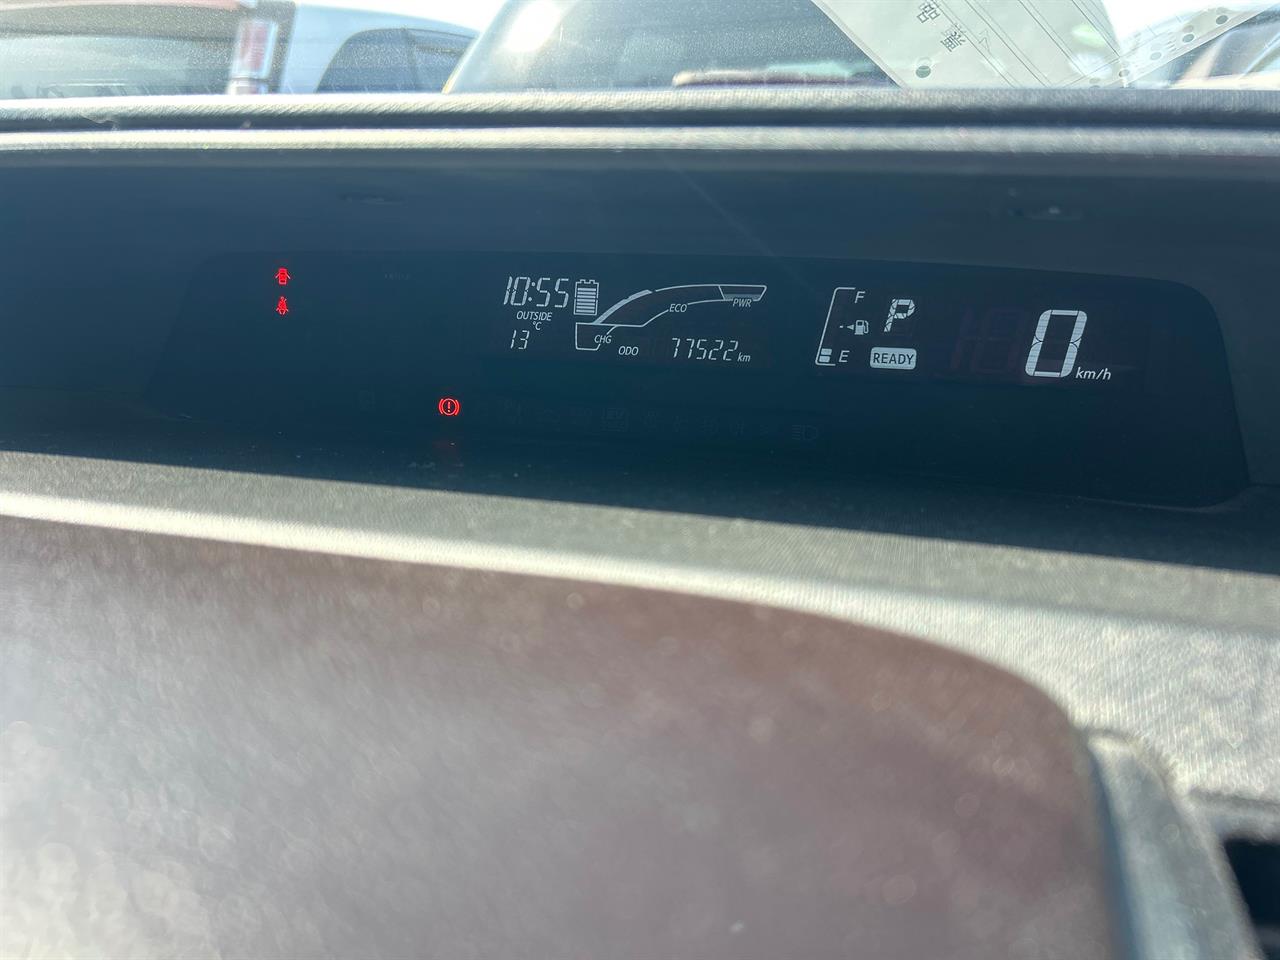 10:55
OUTSIDE
°C
13
CHG
ECO
PWR
ODO 77522 km
F
E
P
READY
0 km/h